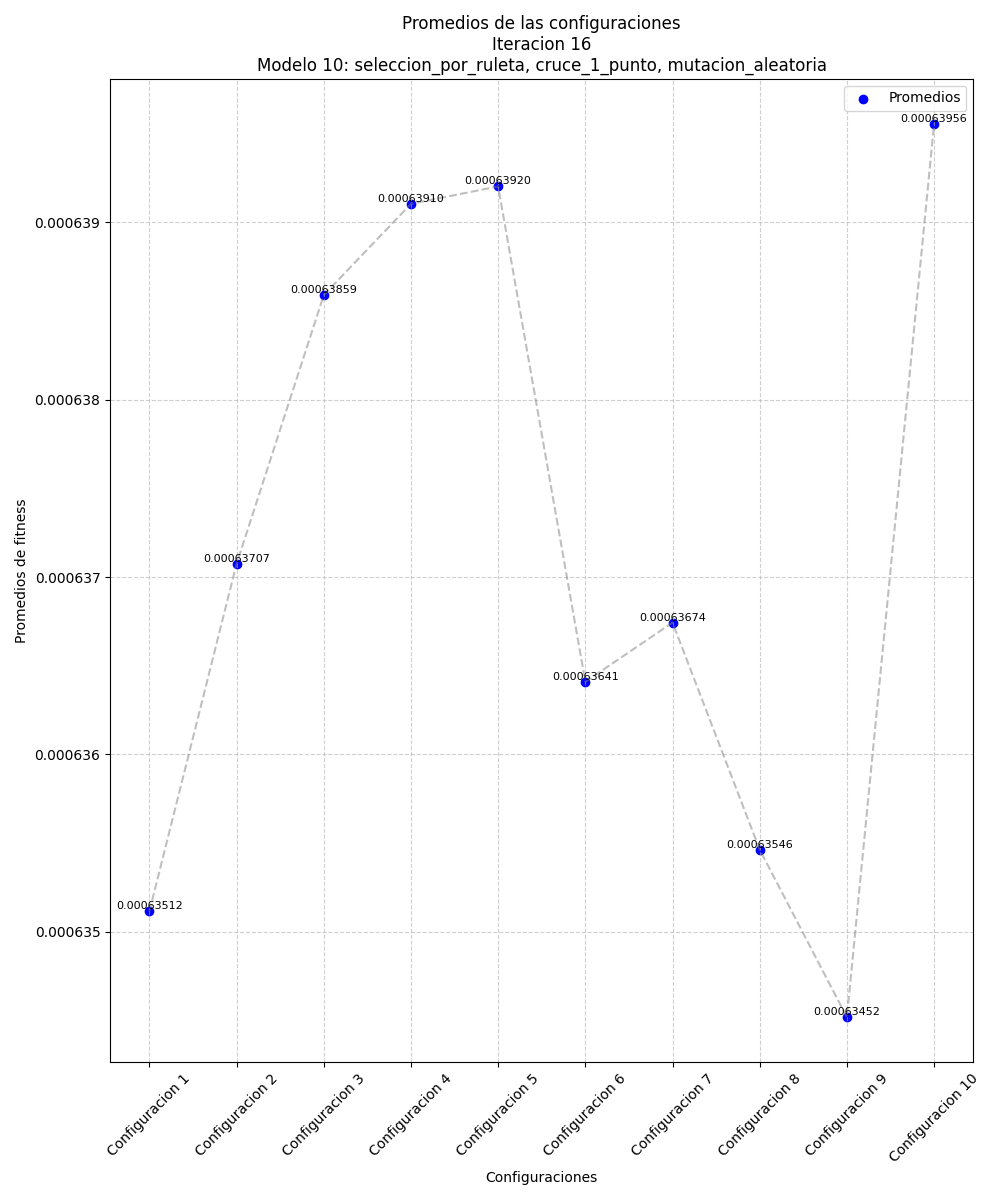 Promedios de las configuraciones
Iteracion 16
Modelo 10: seleccion_por_ruleta, cruce_1_punto, mutacion_aleatoria
Promedios
0.00063956
0.00063920
0.00063910
0.000639
0.00063859
0.000638
0.00063707
0.000637
0.00063674
0.00063641
0.000636
0.00063546
0.00063512
0.000635
0.00063452
Promedios de fitness
Configuracion 1
Configuracion 2
Configuracion 3
Configuracion 4
Configuracion 5
Configuracion 6
Configuracion 7
Configuracion 8
Configuracion 9
Configuracion 10
Configuraciones